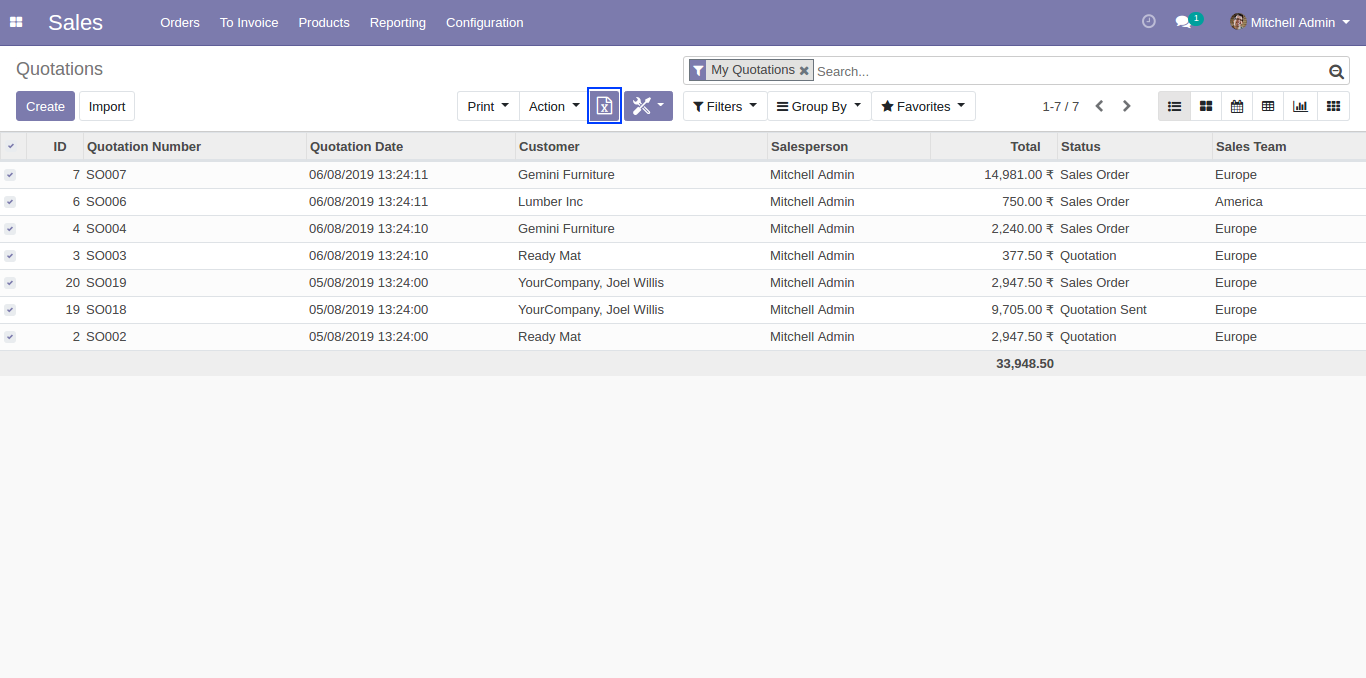 Sales Orders To Invoice Products Reporting Configuration 1 Mitchell Admin
Quotations
My Quotations Search...
Create Import Print Action Filters Group By Favorites 1-7 / 7
ID Quotation Number Quotation Date Customer Salesperson Total Status Sales Team
7 SO007 06/08/2019 13:24:11 Gemini Furniture Mitchell Admin 14,981.00 ₹ Sales Order Europe
6 SO006 06/08/2019 13:24:11 Lumber Inc Mitchell Admin 750.00 ₹ Sales Order America
4 SO004 06/08/2019 13:24:10 Gemini Furniture Mitchell Admin 2,240.00 ₹ Sales Order Europe
3 SO003 06/08/2019 13:24:10 Ready Mat Mitchell Admin 377.50 ₹ Quotation Europe
20 SO019 05/08/2019 13:24:00 YourCompany, Joel Willis Mitchell Admin 2,947.50 ₹ Sales Order Europe
19 SO018 05/08/2019 13:24:00 YourCompany, Joel Willis Mitchell Admin 9,705.00 ₹ Quotation Sent Europe
2 SO002 05/08/2019 13:24:00 Ready Mat Mitchell Admin 2,947.50 ₹ Quotation Europe
33,948.50